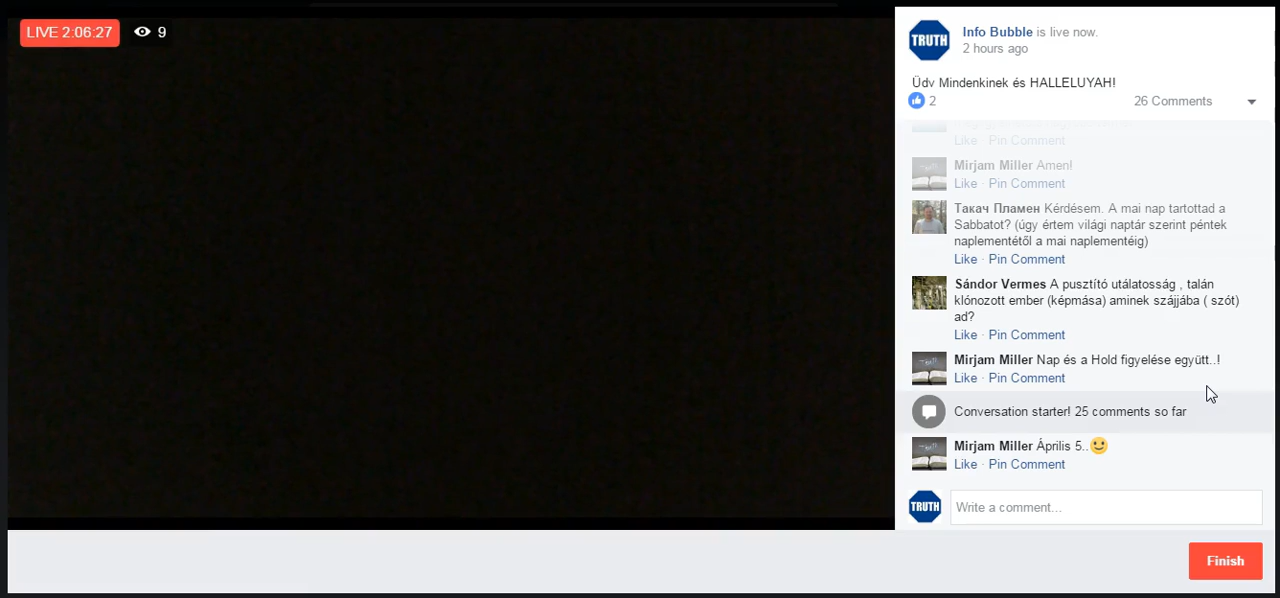 LIVE 2:06:27
9
TRUTH
Info Bubble is live now.
2 hours ago
Üdv Mindenkinek és HALLELUYAH!
2
26 Comments
Like · Pin Comment
Mirjam Miller Amen!
Like · Pin Comment
Такач Пламен Kérdésem. A mai nap tartottad a
Sabbatot? (úgy értem világi naptár szerint péntek
naplementétől a mai naplementéig)
Like · Pin Comment
Sándor Vermes A pusztító utálatosság , talán
klónozott ember (képmása) aminek szájjába ( szót)
ad?
Like · Pin Comment
Mirjam Miller Nap és a Hold figyelése együtt..!
Like · Pin Comment
Conversation starter! 25 comments so far
Mirjam Miller Április 5..
Like · Pin Comment
TRUTH
Write a comment...
Finish